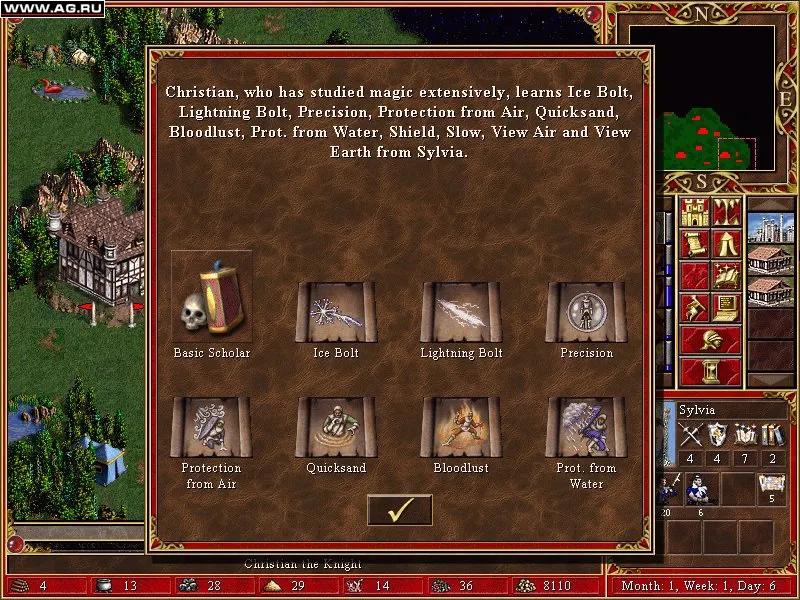 WWW.AG.RU
N
Christian, who has studied magic extensively, learns Ice Bolt,
Lightning Bolt, Precision, Protection from Air, Quicksand,
Bloodlust, Prot. from Water, Shield, Slow, View Air and View
Earth from Sylvia.
E
S
Basic Scholar
Ice Bolt
Lightning Bolt
Precision
Sylvia
4 4 7 2
Protection
from Air
Quicksand
Bloodlust
Prot. from
Water
20 6 5
Christian the Knight
4 13 28 29 14 36 8110 Month: 1, Week: 1, Day: 6